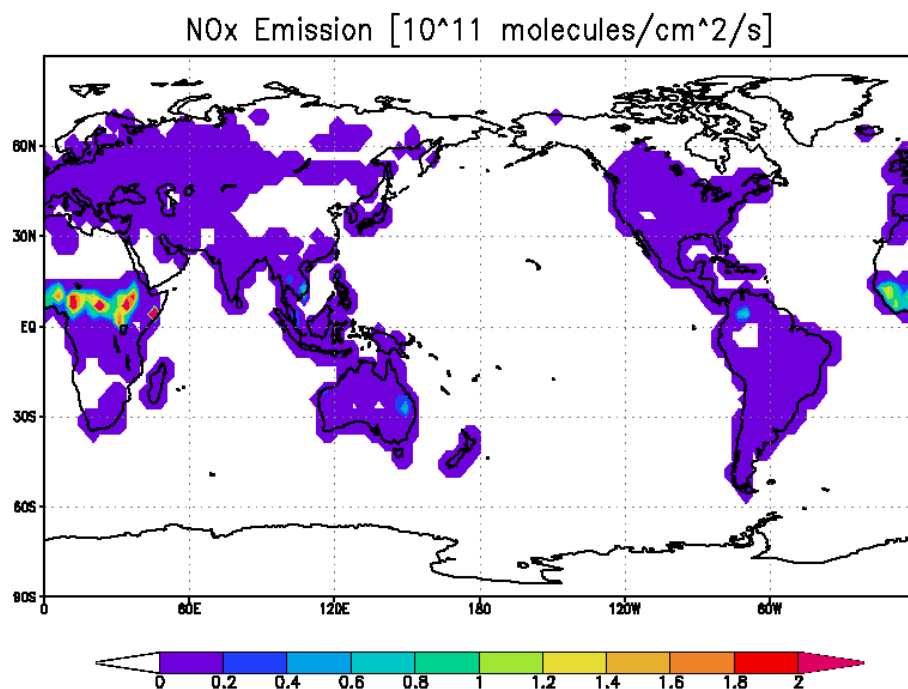 NOx Emission [10^11 molecules/cm^2/s]
60N
30N
EQ
30S
60S
90S
0 60E 120E 180 120W 60W
0 0.2 0.4 0.6 0.8 1 1.2 1.4 1.6 1.8 2